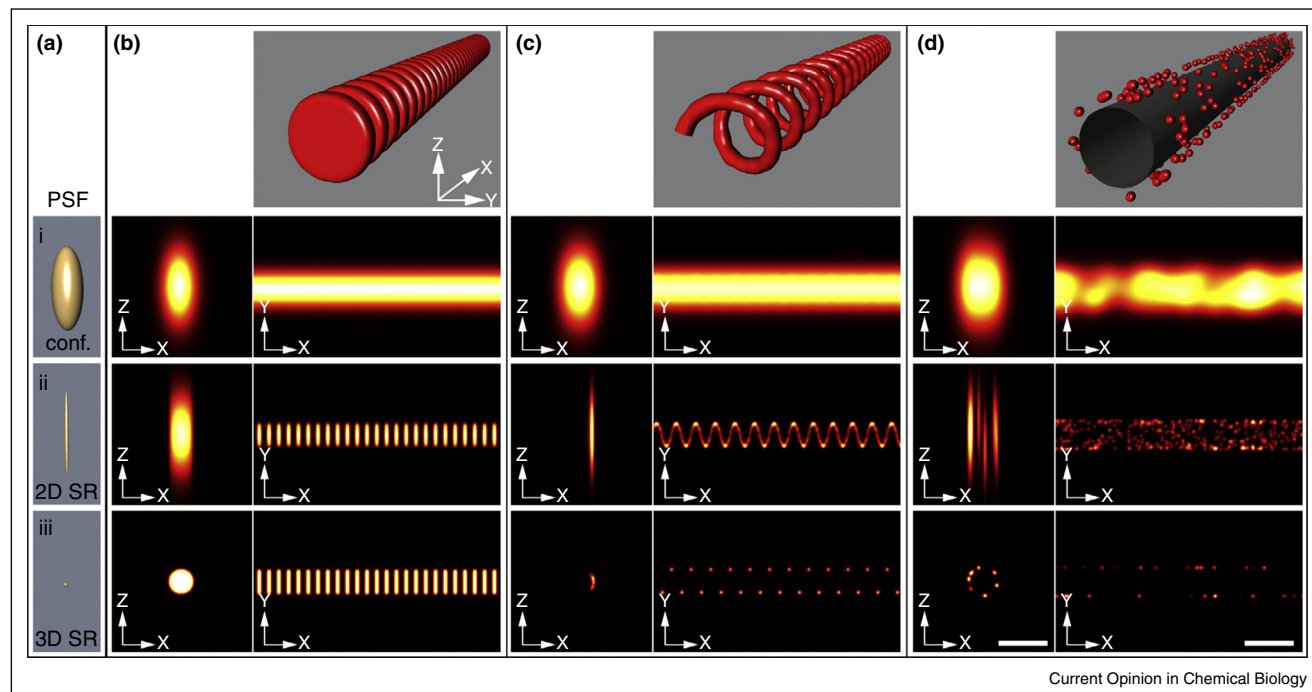 (a)
(b)
(c)
(d)
Z
X
Y
PSF
i
conf.
Z
X
Y
X
Z
X
Y
X
Z
X
Y
X
ii
2D SR
Z
X
Y
X
Z
X
Y
X
Z
X
Y
X
iii
3D SR
Z
X
Y
X
Z
X
Y
X
Z
X
Y
X
Current Opinion in Chemical Biology